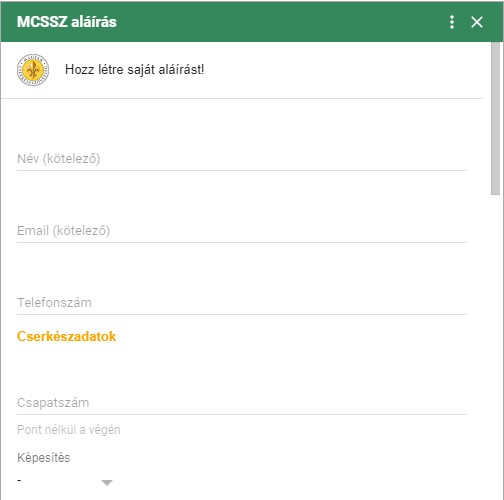 MCSSZ aláírás
Hozz létre saját aláírást!
Név (kötelező)
Email (kötelező)
Telefonszám
Cserkészadatok
Csapatszám
Pont nélkül a végén
Képesítés
-